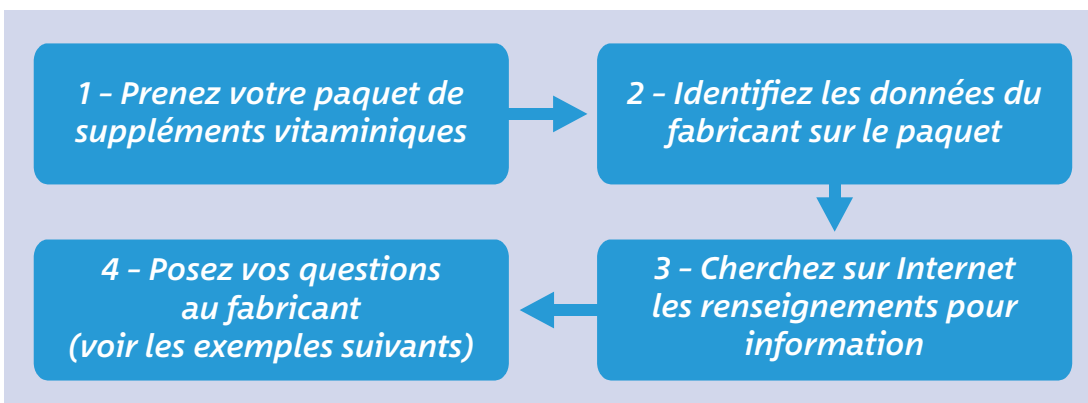 1 – Prenez votre paquet de
suppléments vitaminiques
2 – Identifiez les données du
fabricant sur le paquet
3 – Cherchez sur Internet
les renseignements pour
information
4 – Posez vos questions
au fabricant
(voir les exemples suivants)